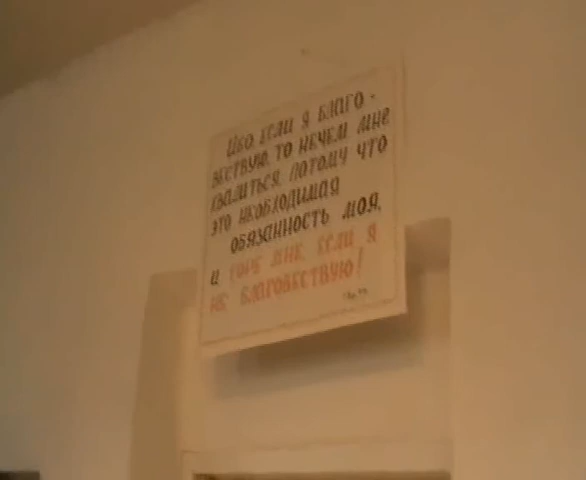 Ибо если я благо-
вествую, то нечем мне
хвалиться, потому что
это необходимая
обязанность моя,
и горе мне, если я
не благовествую!